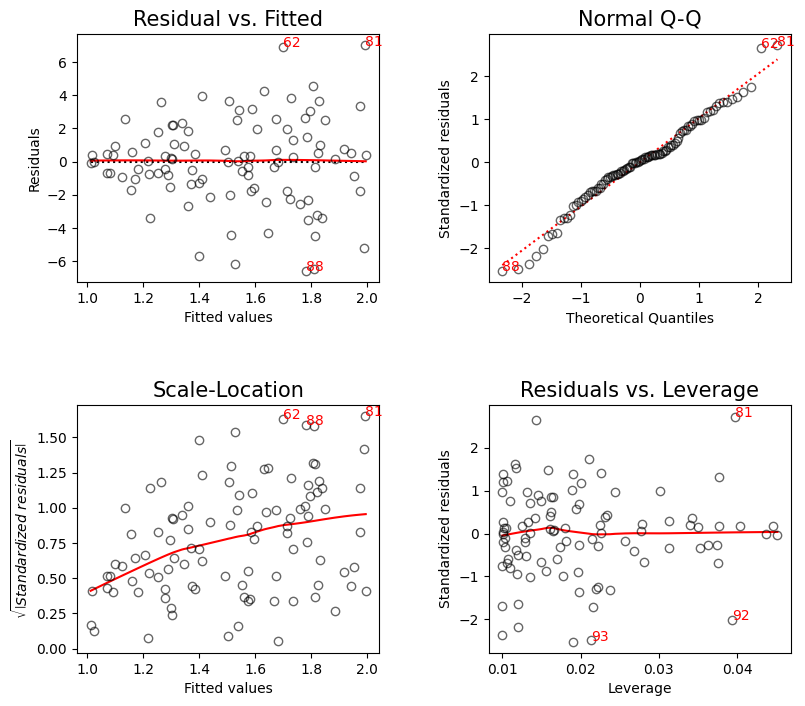 Residual vs. Fitted
Residuals
6
4
2
0
−2
−4
−6
62
81
88
1.0 1.2 1.4 1.6 1.8 2.0
Fitted values
Normal Q-Q
Standardized residuals
2
1
0
−1
−2
62
81
88
−2 −1 0 1 2
Theoretical Quantiles
Scale-Location
√|Standardized residuals|
1.50
1.25
1.00
0.75
0.50
0.25
0.00
62
88
81
1.0 1.2 1.4 1.6 1.8 2.0
Fitted values
Residuals vs. Leverage
Standardized residuals
2
1
0
−1
−2
81
92
93
0.01 0.02 0.03 0.04
Leverage